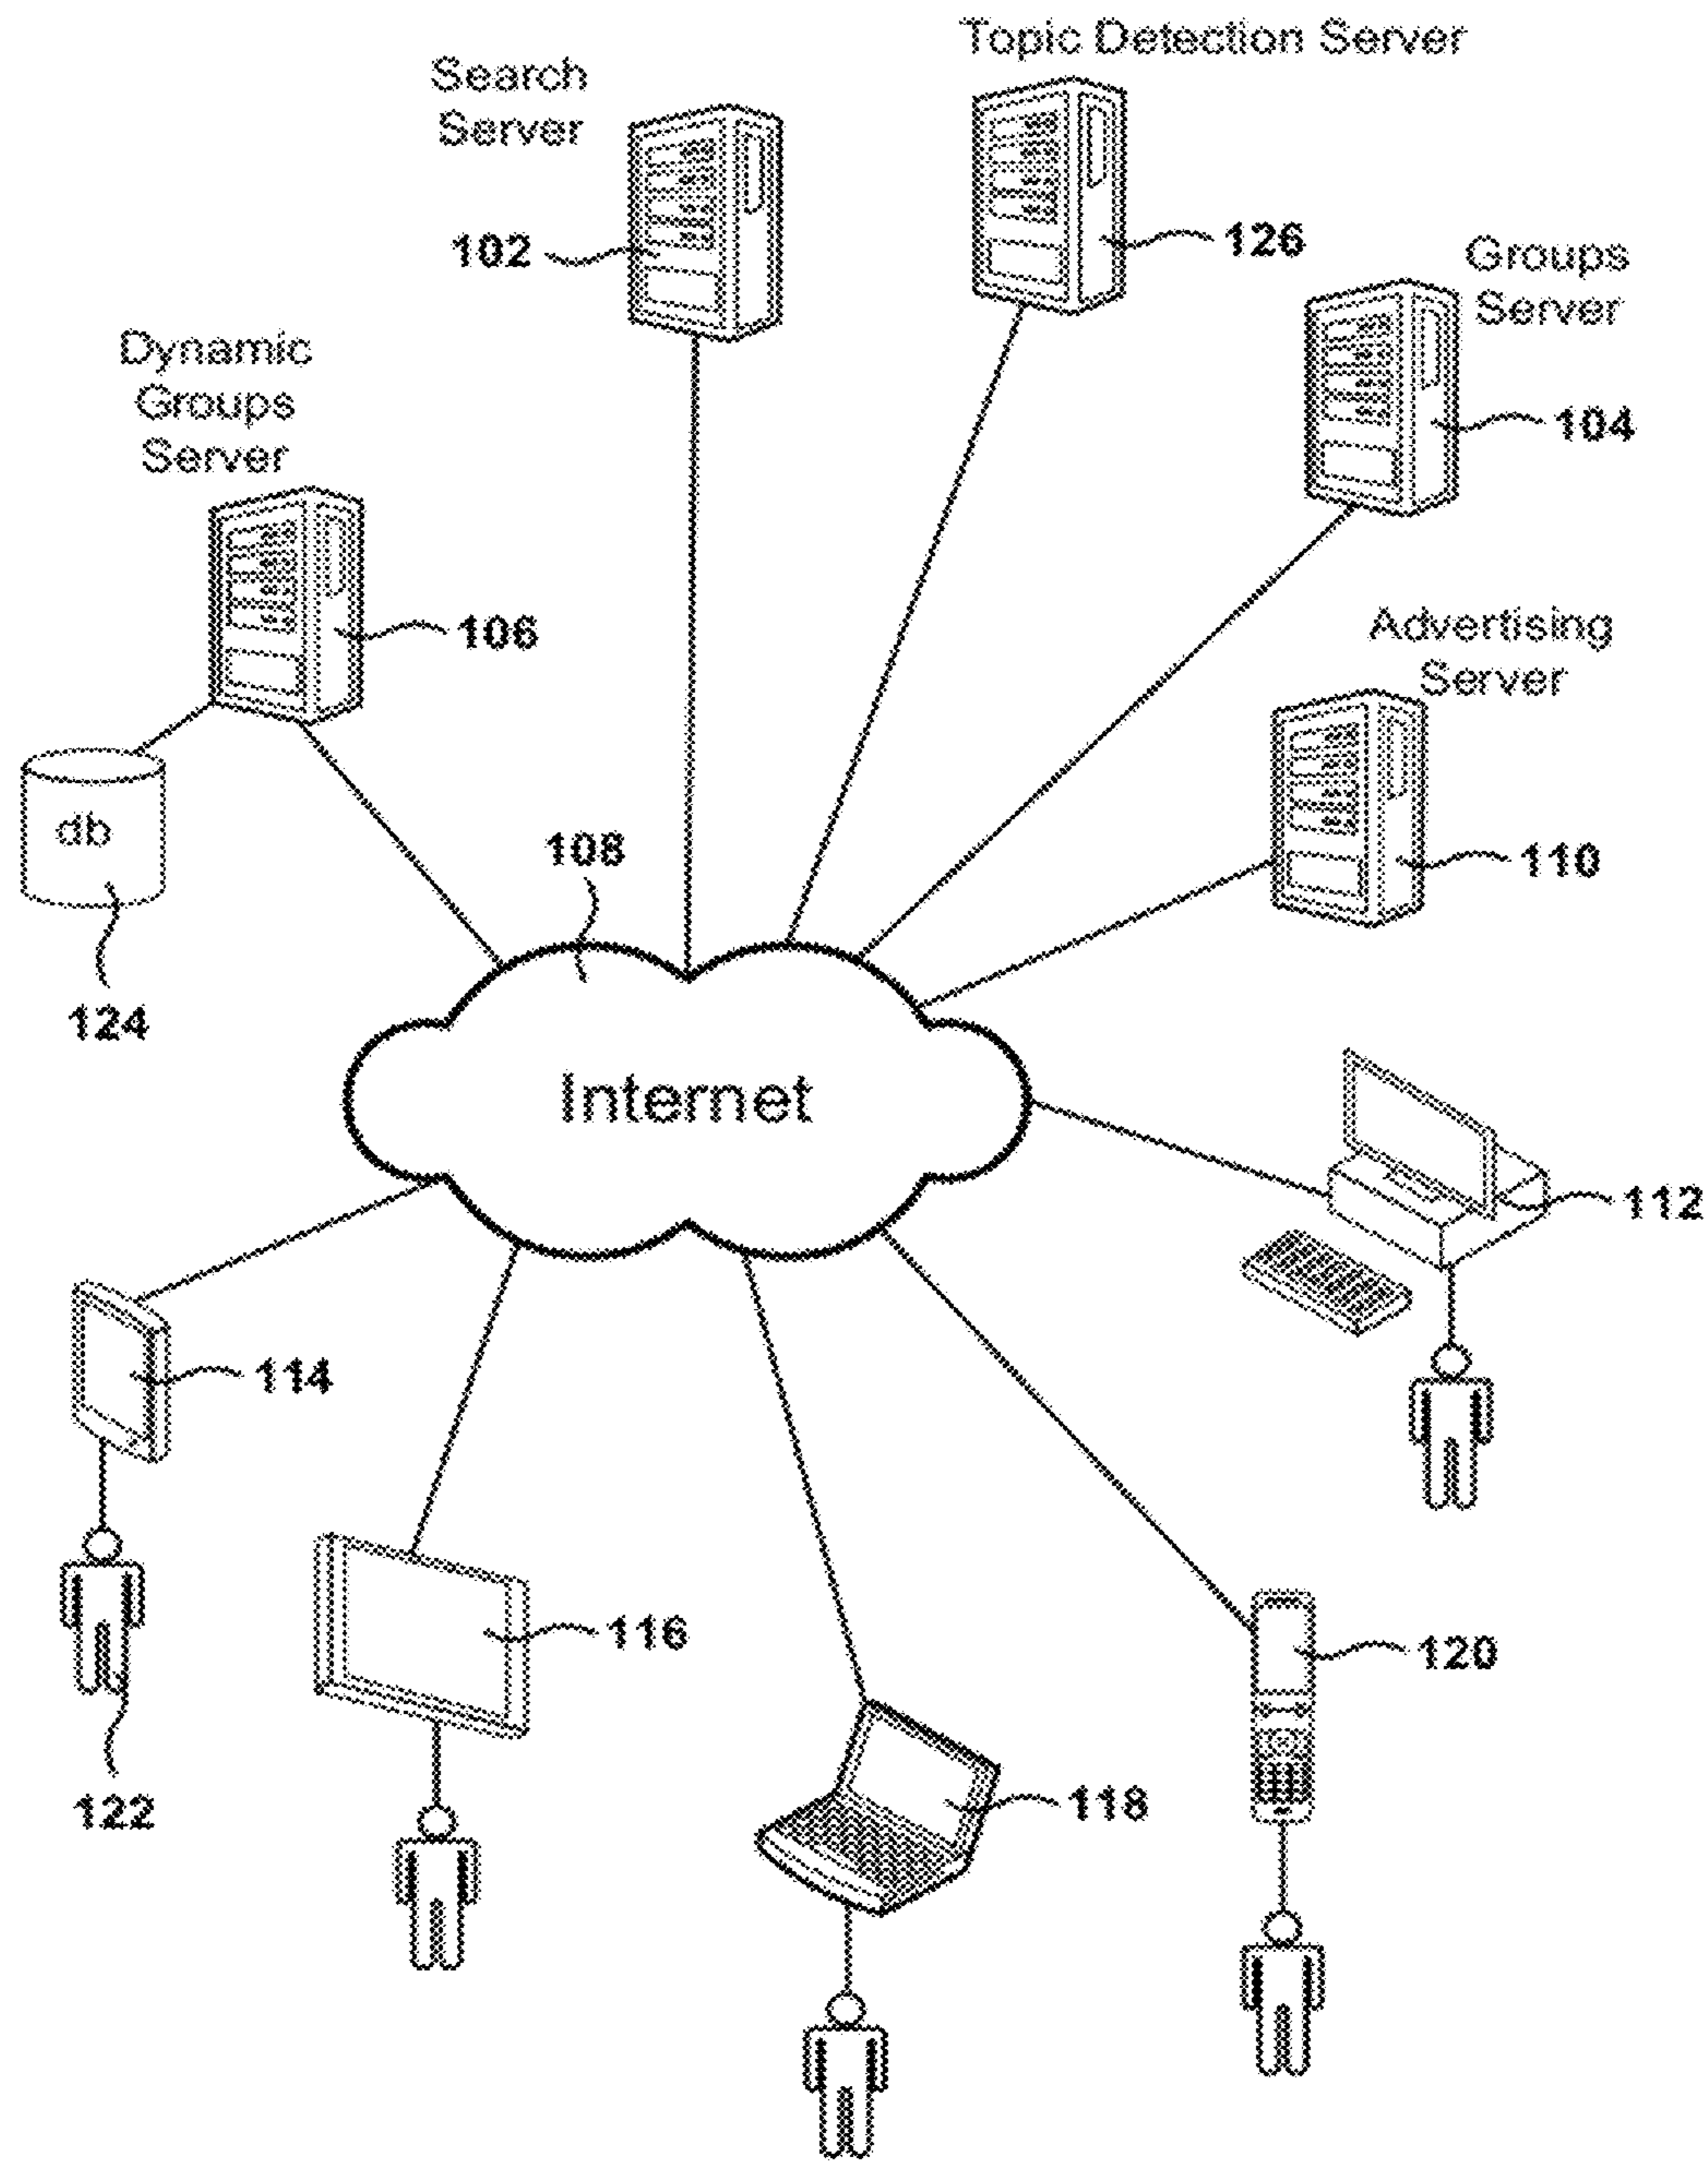 Topic Detection Server
Search
Server
102
126
Groups
Server
104
Dynamic
Groups
Server
106
Advertising
Server
110
db
124
108
Internet
112
114
116
120
118
122